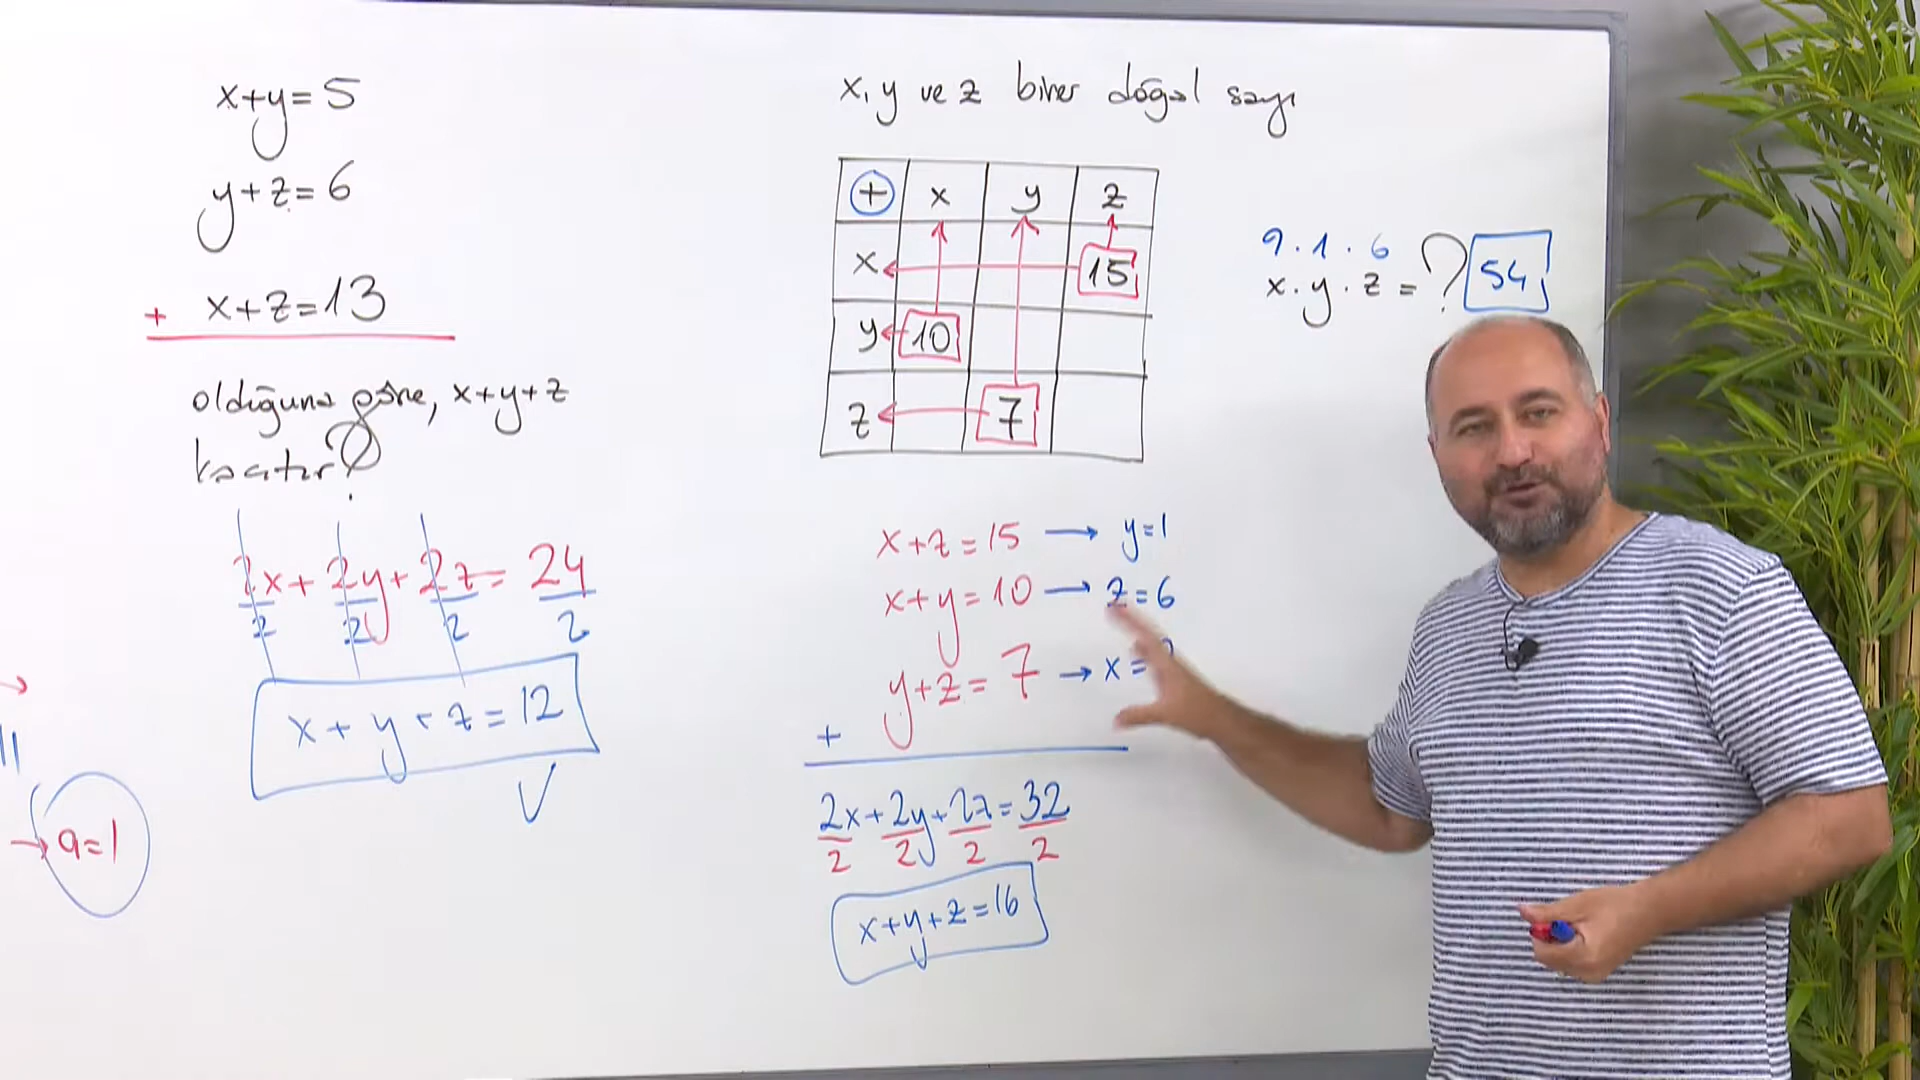 x+y=5
y+z=6
+ x+z=13
olduğuna göre, x+y+z
kaçtır?
2x+2y+2z=24
2 2 2 2
x+y+z=12
11
→ a=1
x, y ve z birer doğal sayı
+ x y z
x 15
y 10
z 7
9.1.6
x.y.z=? 54
x+z=15 → y=1
x+y=10 → z=6
y+z=7 → x=
+
2x+2y+2z=32
2 2 2 2
x+y+z=16